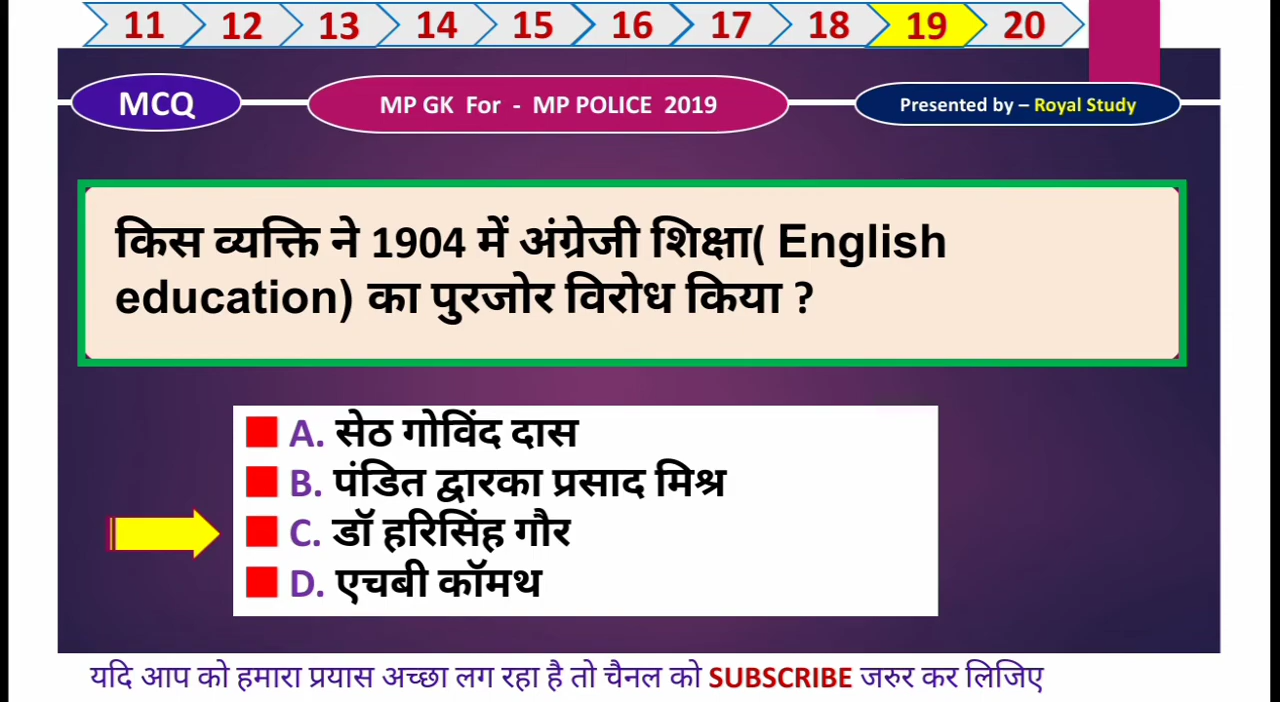 11 12 13 14 15 16 17 18 19 20
MCQ
MP GK For - MP POLICE 2019
Presented by – Royal Study
किस व्यक्ति ने 1904 में अंग्रेजी शिक्षा( English
education) का पुरजोर विरोध किया ?
A. सेठ गोविंद दास
B. पंडित द्वारका प्रसाद मिश्र
C. डॉ हरिसिंह गौर
D. एचबी कॉमथ
यदि आप को हमारा प्रयास अच्छा लग रहा है तो चैनल को SUBSCRIBE जरुर कर लिजिए